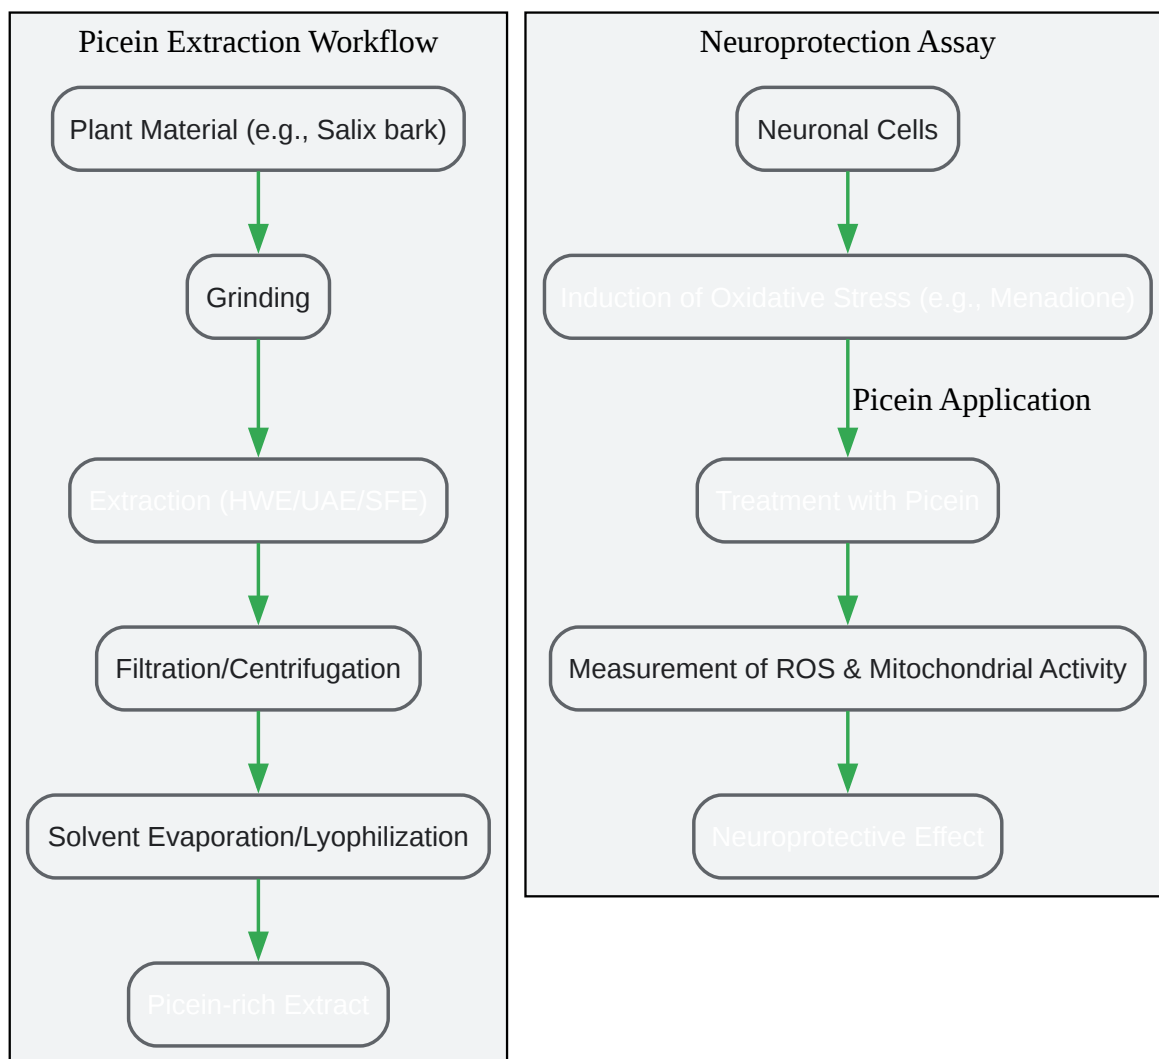 Picein Extraction Workflow
Plant Material (e.g., Salix bark)
Grinding
Extraction (HWE/UAE/SFE)
Filtration/Centrifugation
Solvent Evaporation/Lyophilization
Picein-rich Extract
Neuroprotection Assay
Neuronal Cells
Induction of Oxidative Stress (e.g., Menadione)
Picein Application
Treatment with Picein
Measurement of ROS & Mitochondrial Activity
Neuroprotective Effect